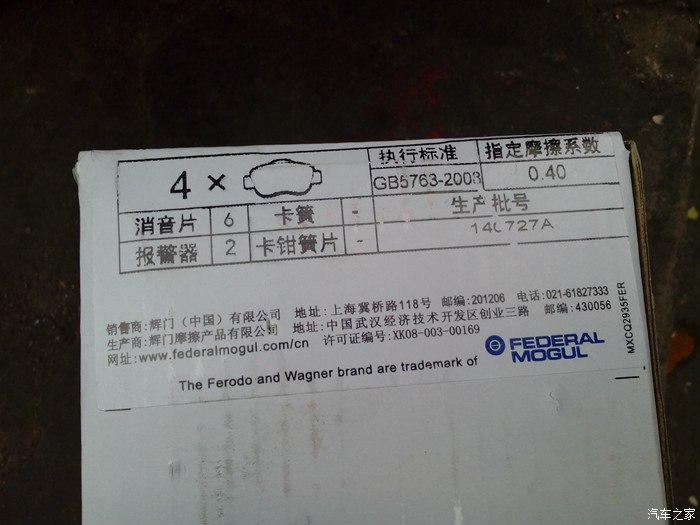 4 ×
执行标准 指定摩擦系数
GB5763-2008 0.40
消音片 6 卡簧 - 生产批号
报警器 2 卡钳簧片 - 140727A
销售商: 辉门（中国）有限公司 地址: 上海冀桥路118号 邮编: 201206 电话: 021-61827333
生产商: 辉门摩擦产品有限公司 地址: 中国武汉经济技术开发区创业三路 邮编: 430056
网址: www.federalmogul.com/cn 许可证编号: XK08-003-00169
The Ferodo and Wagner brand are trademark of
FEDERAL
MOGUL
MXCQ2935FER
汽车之家